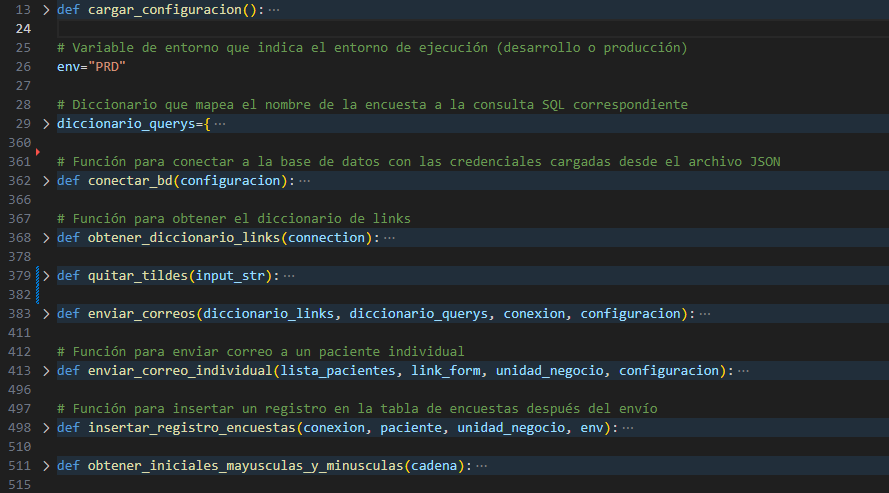 13 def cargar_configuracion(): ···
24
25 # Variable de entorno que indica el entorno de ejecución (desarrollo o producción)
26 env="PRD"
27
28 # Diccionario que mapea el nombre de la encuesta a la consulta SQL correspondiente
29 diccionario_querys={ ···
360
361 # Función para conectar a la base de datos con las credenciales cargadas desde el archivo JSON
362 def conectar_bd(configuracion): ···
366
367 # Función para obtener el diccionario de links
368 def obtener_diccionario_links(connection): ···
378
379 def quitar_tildes(input_str): ···
382
383 def enviar_correos(diccionario_links, diccionario_querys, conexion, configuracion): ···
411
412 # Función para enviar correo a un paciente individual
413 def enviar_correo_individual(lista_pacientes, link_form, unidad_negocio, configuracion): ···
496
497 # Función para insertar un registro en la tabla de encuestas después del envío
498 def insertar_registro_encuestas(conexion, paciente, unidad_negocio, env): ···
510
511 def obtener_iniciales_mayusculas_y_minusculas(cadena): ···
515